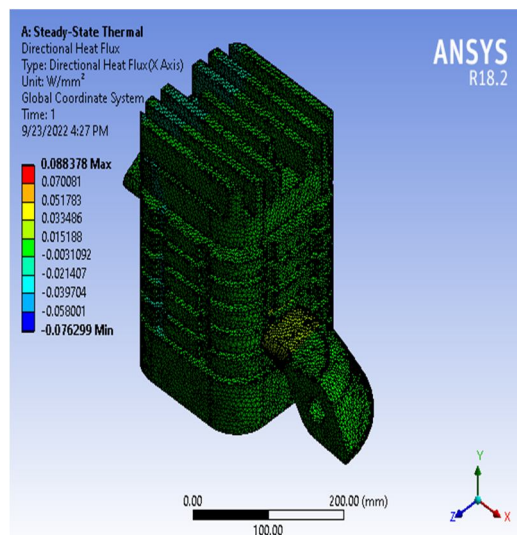 A: Steady-State Thermal
Directional Heat Flux
Type: Directional Heat Flux(X Axis)
Unit: W/mm²
Global Coordinate System
Time: 1
9/23/2022 4:27 PM
ANSYS
R18.2
0.088378 Max
0.070081
0.051783
0.033486
0.015188
-0.0031092
-0.021407
-0.039704
-0.058001
-0.076299 Min
0.00
200.00 (mm)
100.00
Y
Z
X